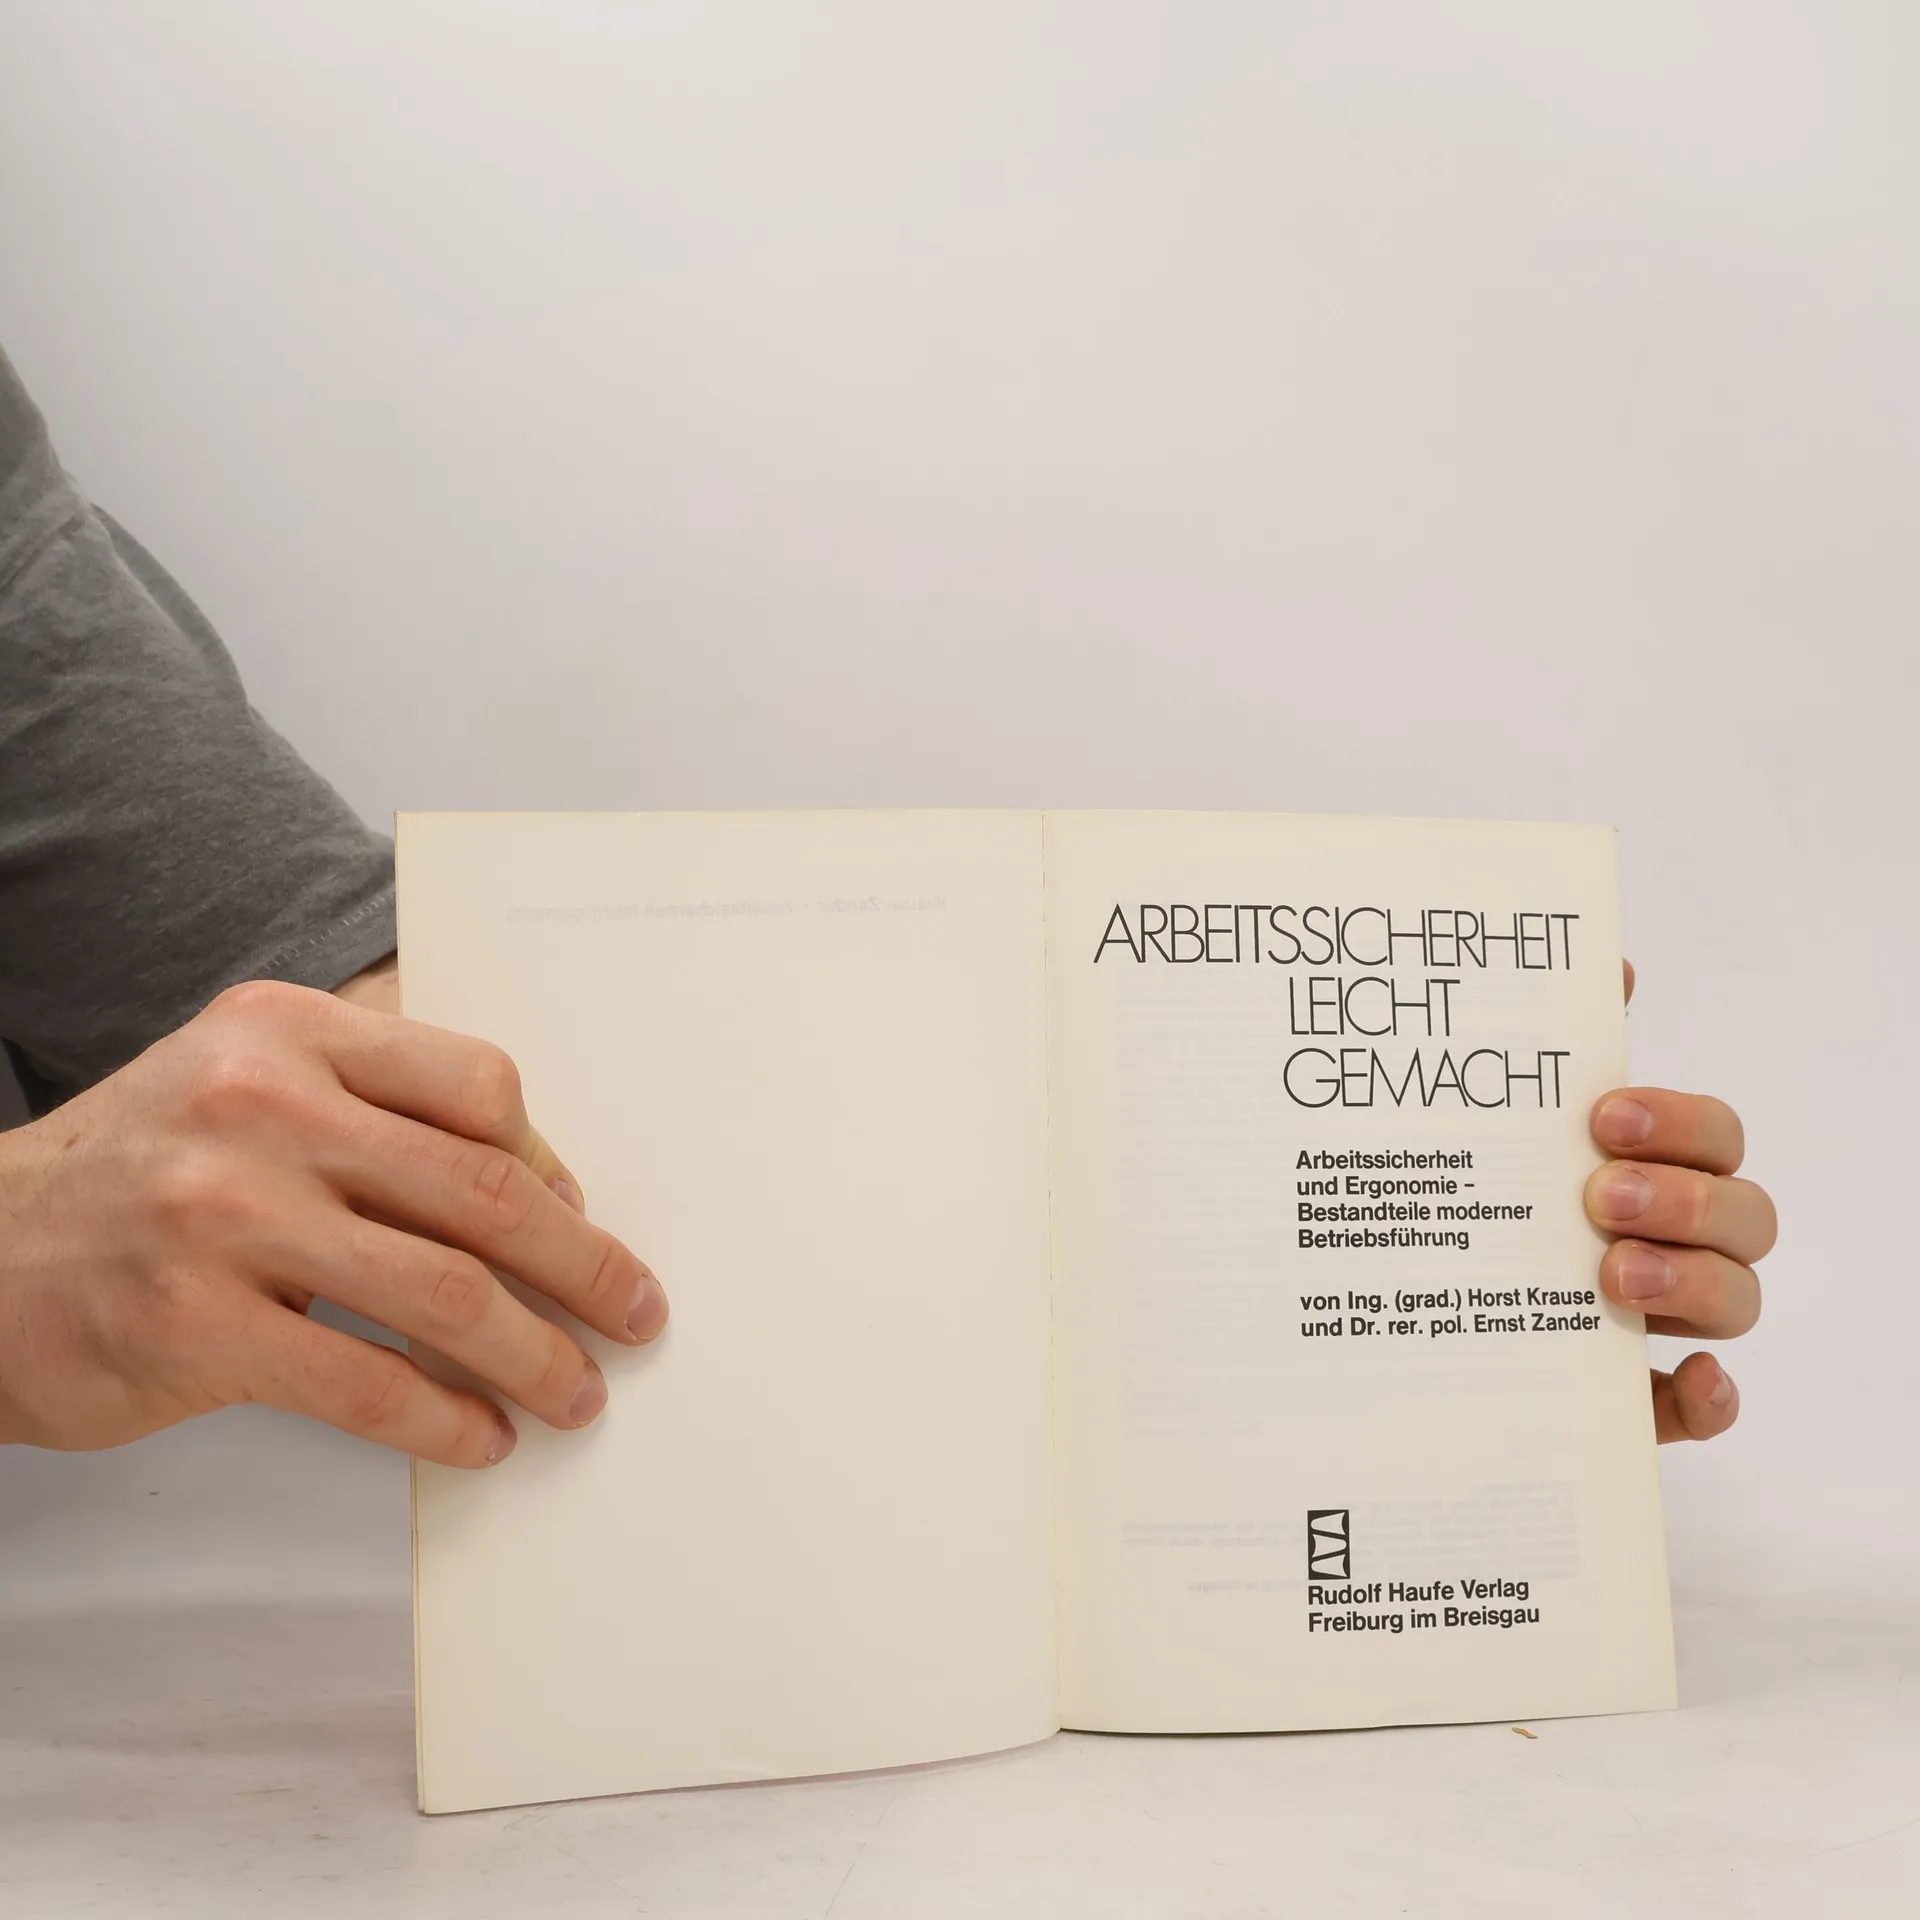 ARBEITSSICHERHEIT
LEICHT
GEMACHT
Arbeitssicherheit
und Ergonomie –
Bestandteile moderner
Betriebsführung
von Ing. (grad.) Horst Krause
und Dr. rer. pol. Ernst Zander
Rudolf Haufe Verlag
Freiburg im Breisgau